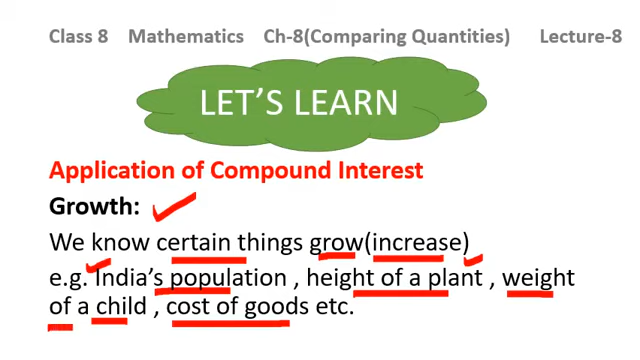 Class 8 Mathematics Ch-8(Comparing Quantities) Lecture-8
LET'S LEARN
Application of Compound Interest
Growth:
We know certain things grow(increase)
e.g. India's population , height of a plant , weight
of a child , cost of goods etc.